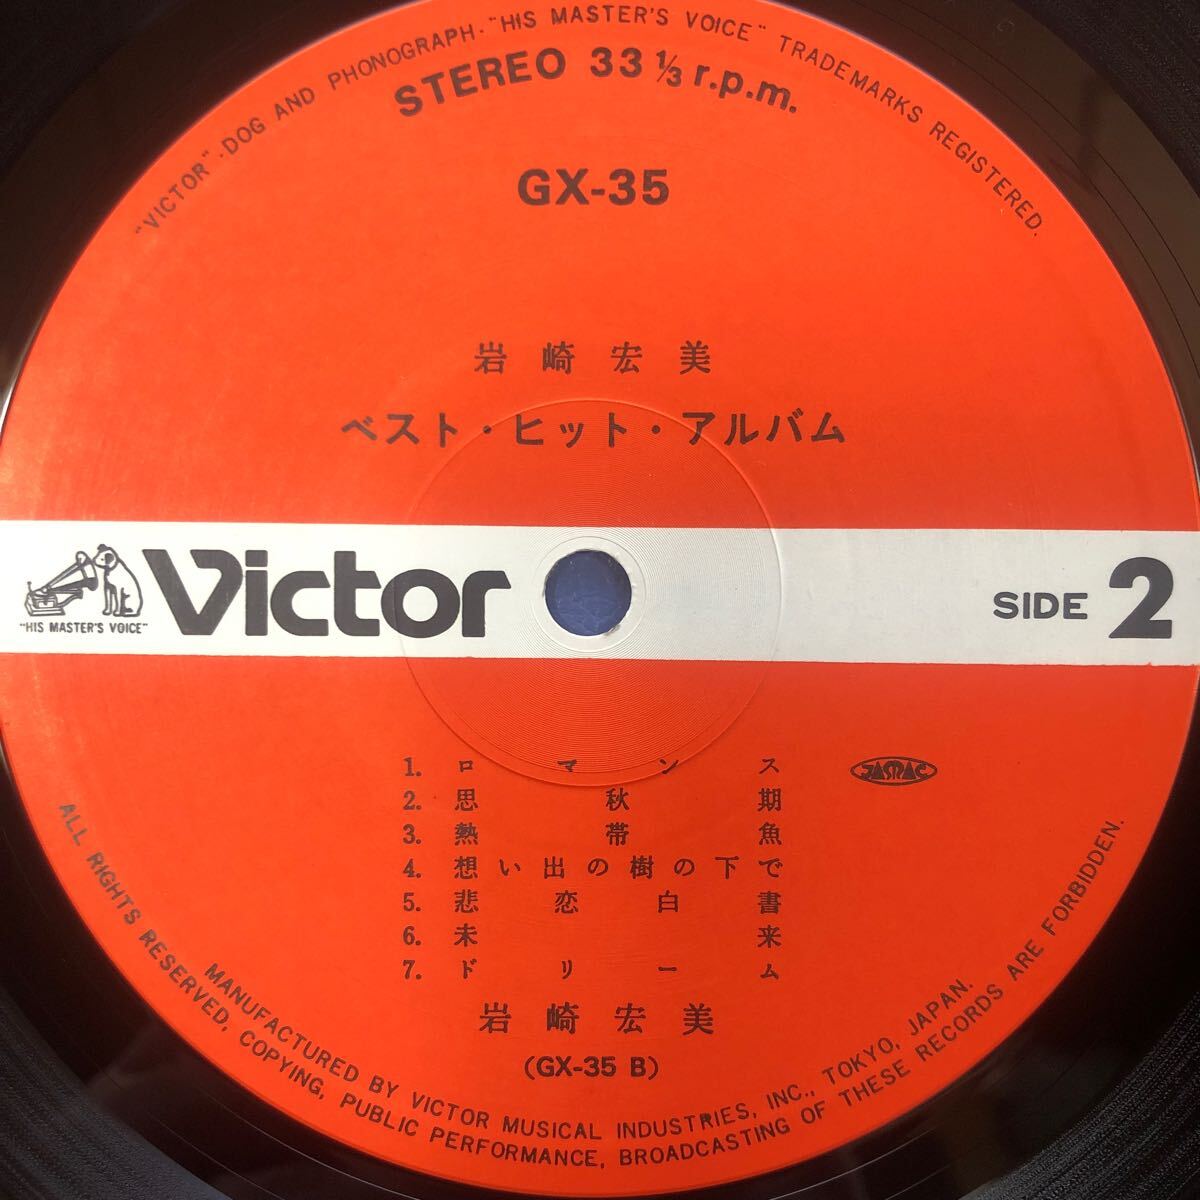 "VICTOR"·DOG AND PHONOGRAPH·"HIS MASTER'S VOICE" TRADEMARKS REGISTERED.
STEREO 33 1/3 r.p.m.
GX-35
岩崎宏美
ベスト・ヒット・アルバム
"HIS MASTER'S VOICE"
Victor
SIDE 2
1. ロマンス
JASRAC
2. 思秋期
3. 熱帯魚
4. 想い出の樹の下で
5. 悲恋白書
6. 未来
7. ドリーム
岩崎宏美
(GX-35 B)
MANUFACTURED BY VICTOR MUSICAL INDUSTRIES, INC., TOKYO, JAPAN.
ALL RIGHTS RESERVED, COPYING, PUBLIC PERFORMANCE, BROADCASTING OF THESE RECORDS ARE FORBIDDEN.